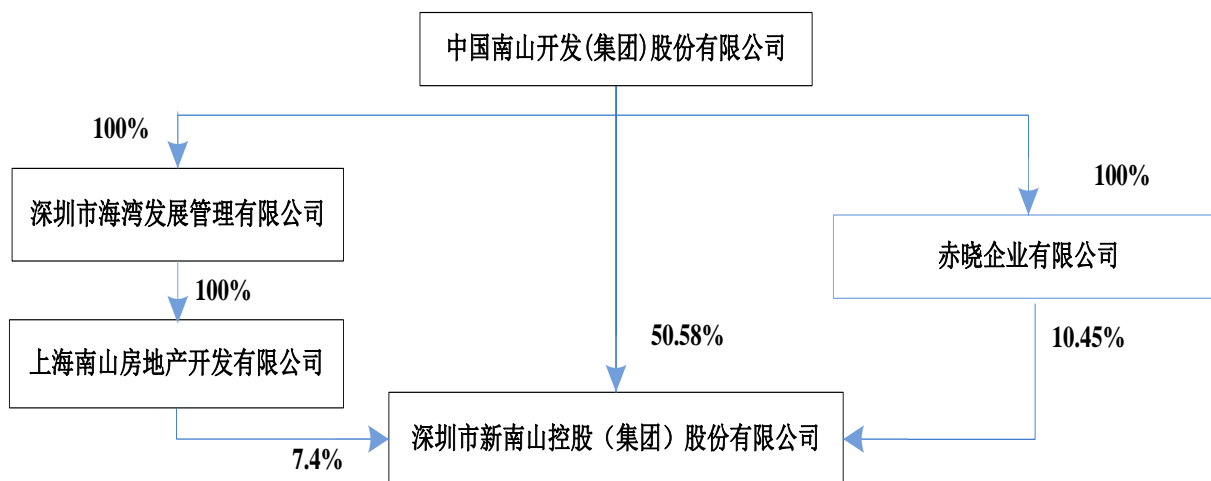 中国南山开发(集团)股份有限公司
100%
100%
深圳市海湾发展管理有限公司
赤晓企业有限公司
100%
50.58%
10.45%
上海南山房地产开发有限公司
深圳市新南山控股（集团）股份有限公司
7.4%